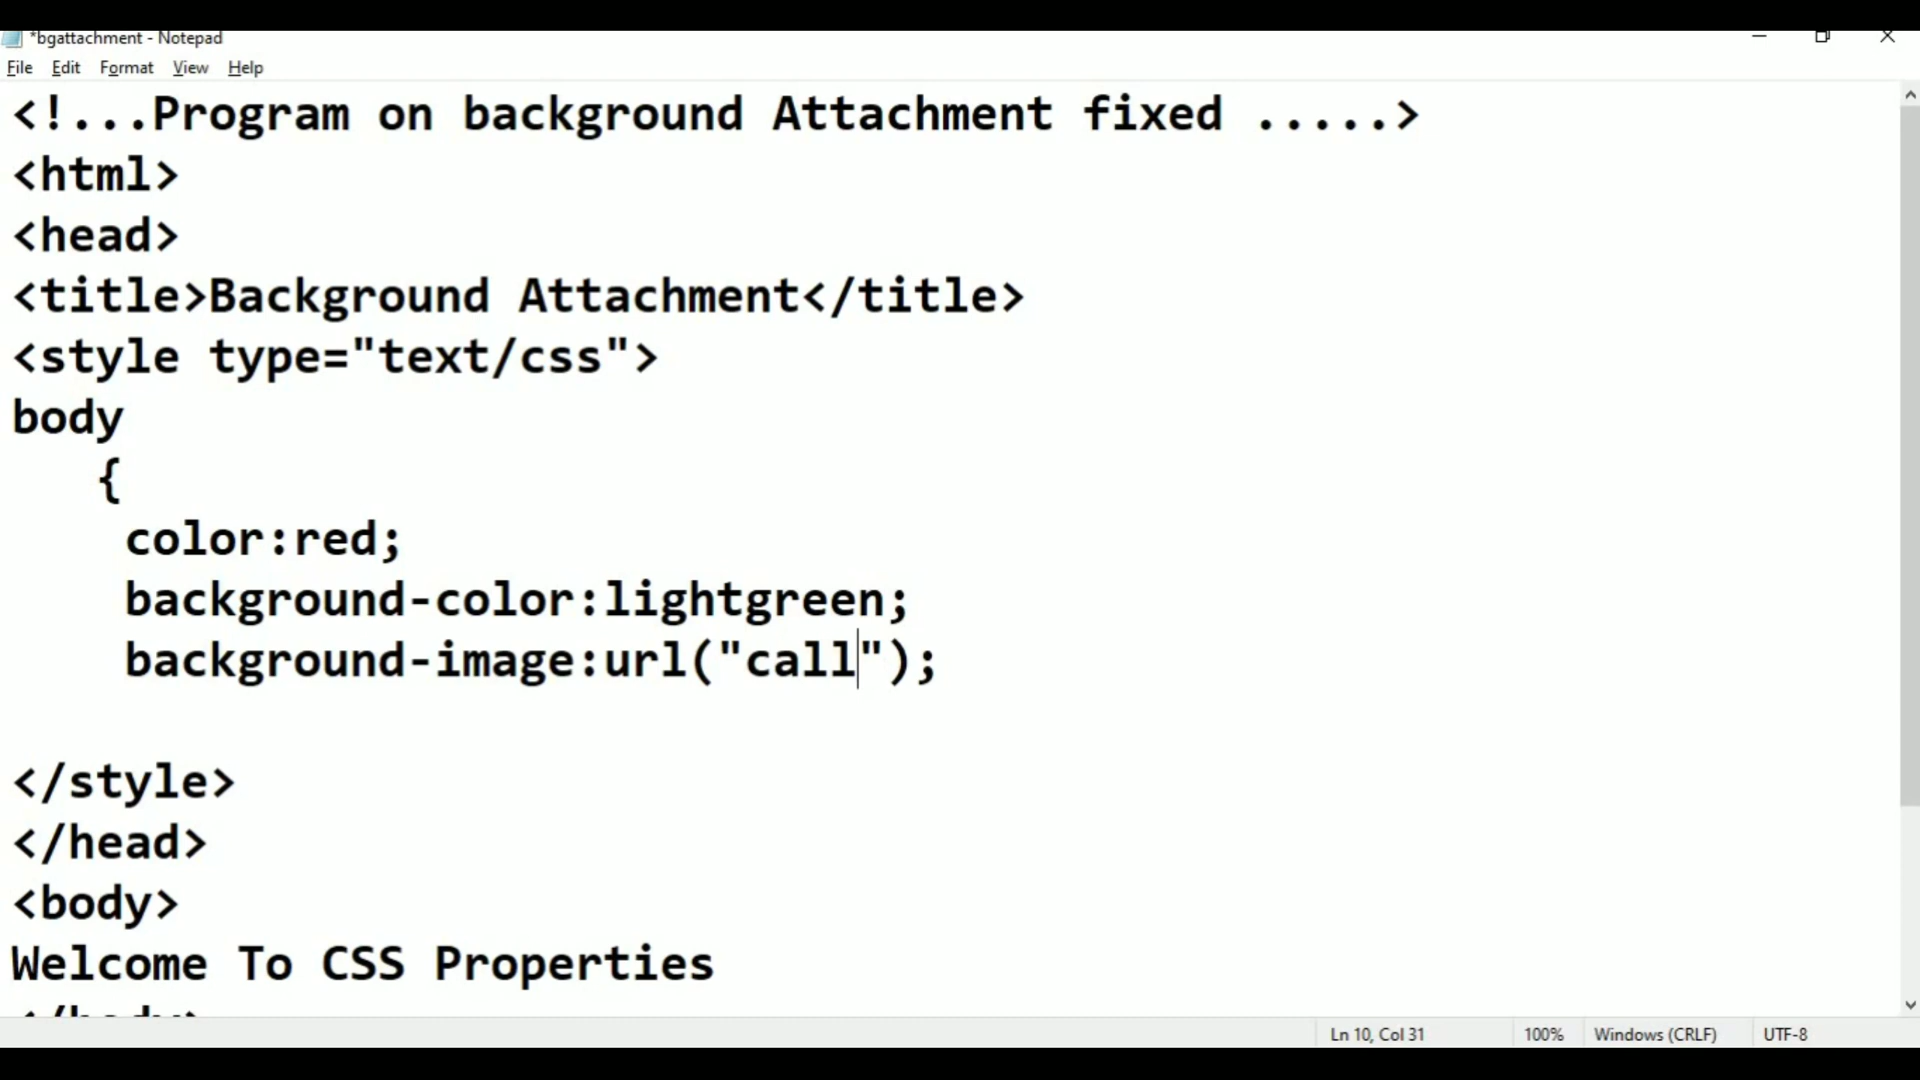 *bgattachment - Notepad
File Edit Format View Help
<!...Program on background Attachment fixed .....>
<html>
<head>
<title>Background Attachment</title>
<style type="text/css">
body
{
color:red;
background-color:lightgreen;
background-image:url("call");
</style>
</head>
<body>
Welcome To CSS Properties
</body>
Ln 10, Col 31 100% Windows (CRLF) UTF-8